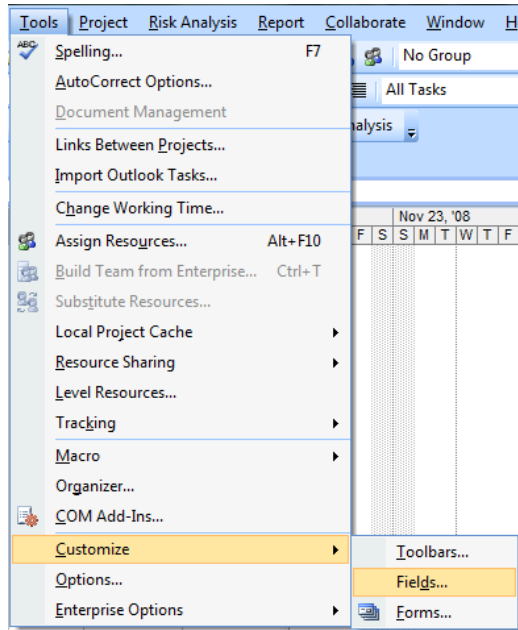 Tools Project Risk Analysis Report Collaborate Window H
ABC Spelling... F7
No Group
AutoCorrect Options...
All Tasks
Document Management
nalysis
Links Between Projects...
Import Outlook Tasks...
Change Working Time...
Nov 23, '08
F S S M T W T F
Assign Resources... Alt+F10
Build Team from Enterprise... Ctrl+T
Substitute Resources...
Local Project Cache
Resource Sharing
Level Resources...
Tracking
Macro
Organizer...
COM Add-Ins...
Customize
Toolbars...
Options...
Fields...
Enterprise Options
Forms...